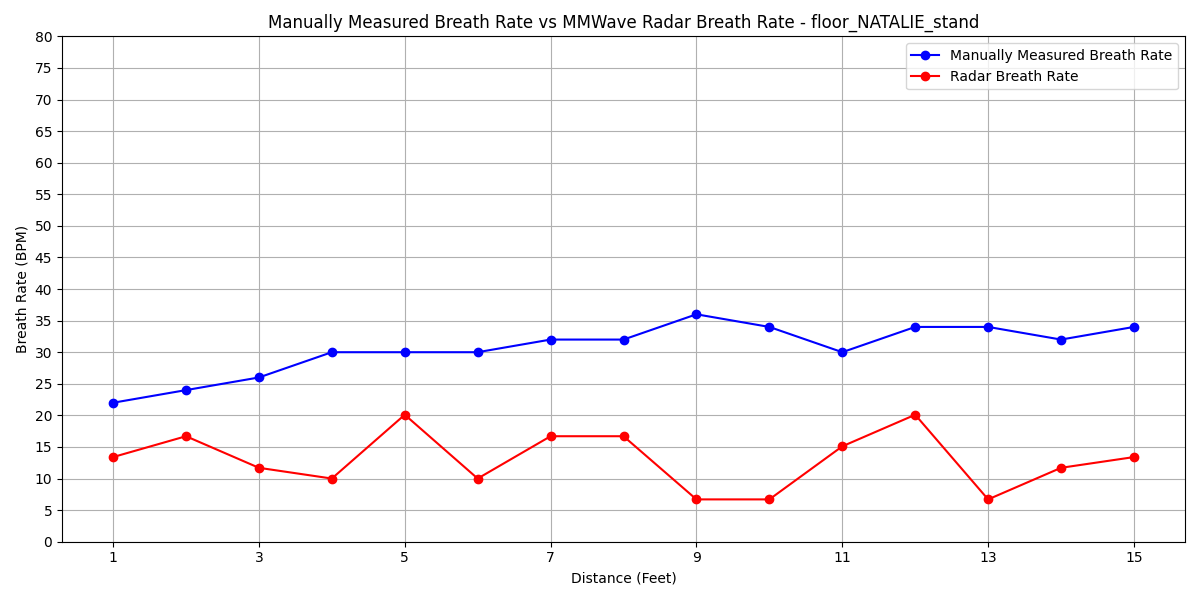 Manually Measured Breath Rate vs MMWave Radar Breath Rate - floor_NATALIE_stand
Manually Measured Breath Rate
Radar Breath Rate
Breath Rate (BPM)
80
75
70
65
60
55
50
45
40
35
30
25
20
15
10
5
0
1 3 5 7 9 11 13 15
Distance (Feet)